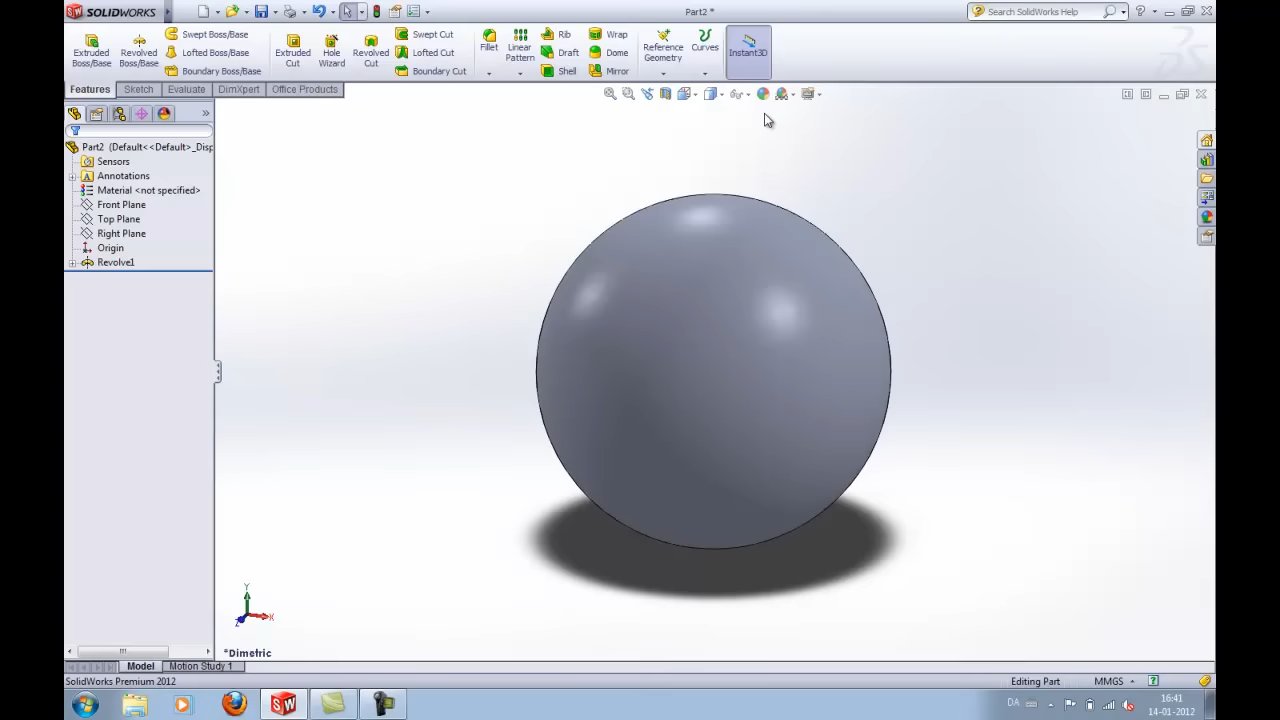 SOLIDWORKS
Part2 *
Search SolidWorks Help
Extruded Boss/Base
Revolved Boss/Base
Swept Boss/Base
Lofted Boss/Base
Boundary Boss/Base
Extruded Cut
Hole Wizard
Revolved Cut
Swept Cut
Lofted Cut
Boundary Cut
Fillet
Linear Pattern
Rib
Draft
Shell
Wrap
Dome
Mirror
Reference Geometry
Curves
Instant3D
Features
Sketch
Evaluate
DimXpert
Office Products
Part2 (Default<<Default>_Disp
Sensors
Annotations
Material <not specified>
Front Plane
Top Plane
Right Plane
Origin
Revolve1
Y
X
Z
*Dimetric
Model
Motion Study 1
SolidWorks Premium 2012
Editing Part
MMGS
DA
16:41
14-01-2012